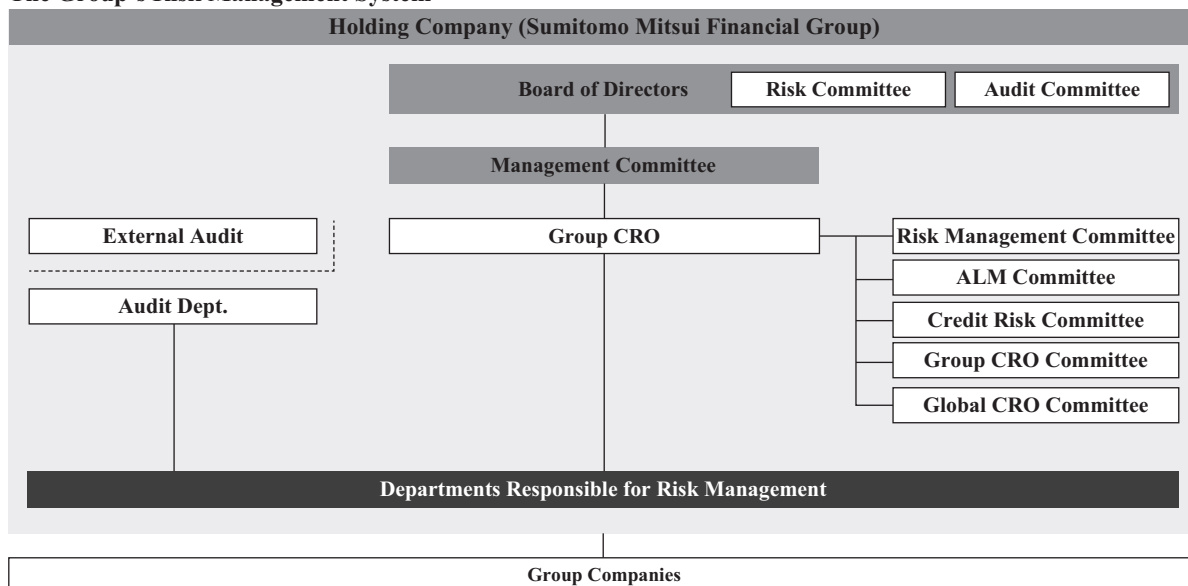 The Group's Risk Management System
Holding Company (Sumitomo Mitsui Financial Group)
Board of Directors
Risk Committee
Audit Committee
Management Committee
External Audit
Group CRO
Risk Management Committee
ALM Committee
Audit Dept.
Credit Risk Committee
Group CRO Committee
Global CRO Committee
Departments Responsible for Risk Management
Group Companies